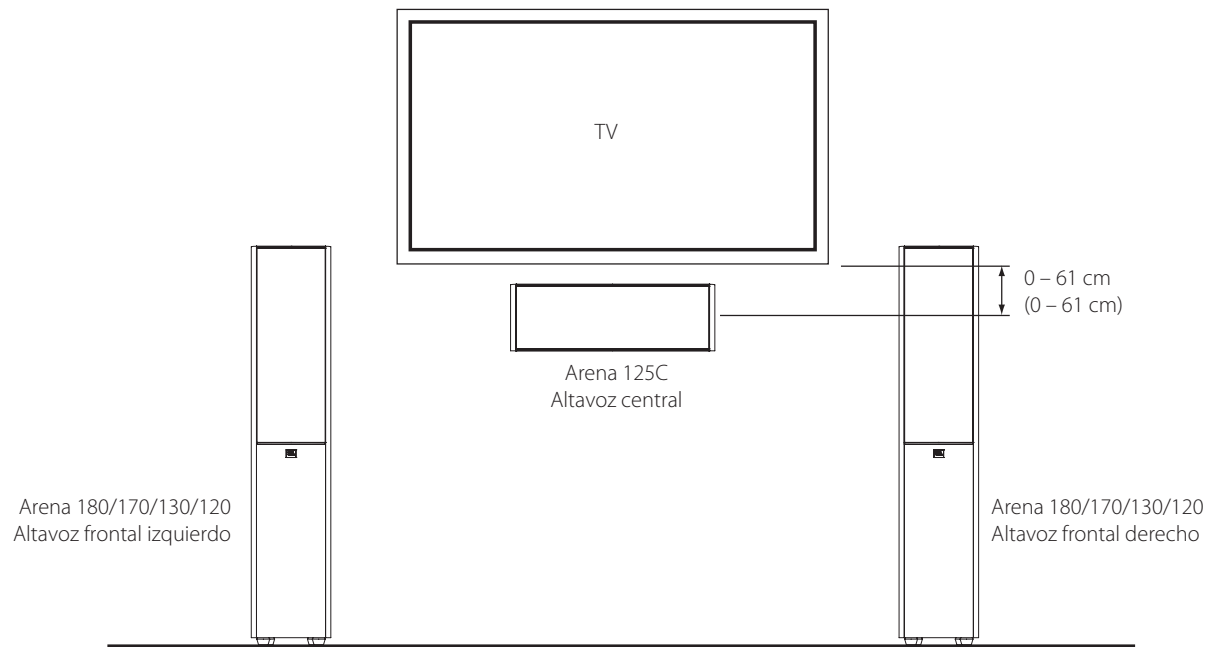 TV
0 – 61 cm
(0 – 61 cm)
Arena 125C
Altavoz central
Arena 180/170/130/120
Altavoz frontal izquierdo
Arena 180/170/130/120
Altavoz frontal derecho